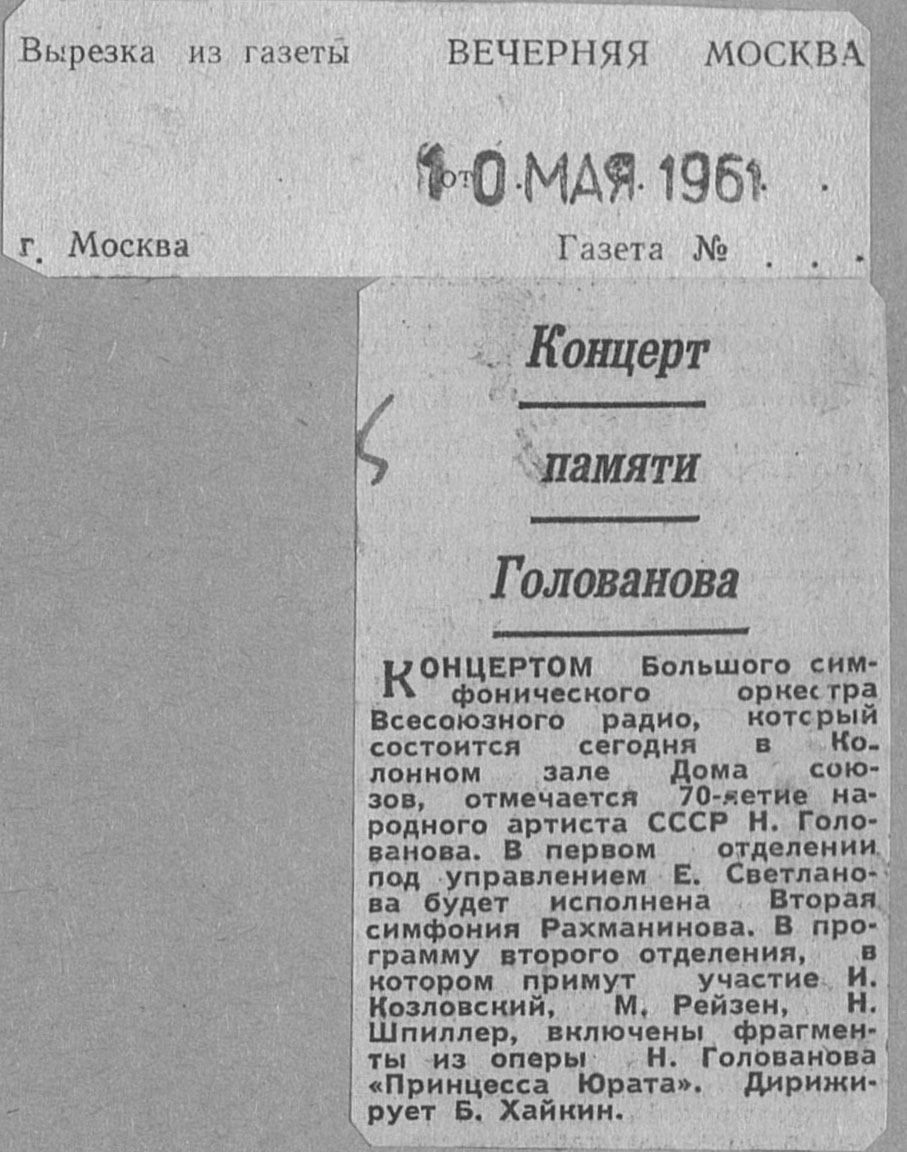 Вырезка из газеты ВЕЧЕРНЯЯ МОСКВА
от 10 МАЯ 1961
г. Москва Газета № . . .
Концерт
памяти
Голованова
КОНЦЕРТОМ Большого сим-
фонического оркестра
Всесоюзного радио, который
состоится сегодня в Ко-
лонном зале Дома сою-
зов, отмечается 70-летие на-
родного артиста СССР Н. Голо-
ванова. В первом отделении
под управлением Е. Светлано-
ва будет исполнена Вторая
симфония Рахманинова. В про-
грамму второго отделения, в
котором примут участие И.
Козловский, М. Рейзен, Н.
Шпиллер, включены фрагмен-
ты из оперы Н. Голованова
«Принцесса Юрата». Дирижи-
рует Б. Хайкин.